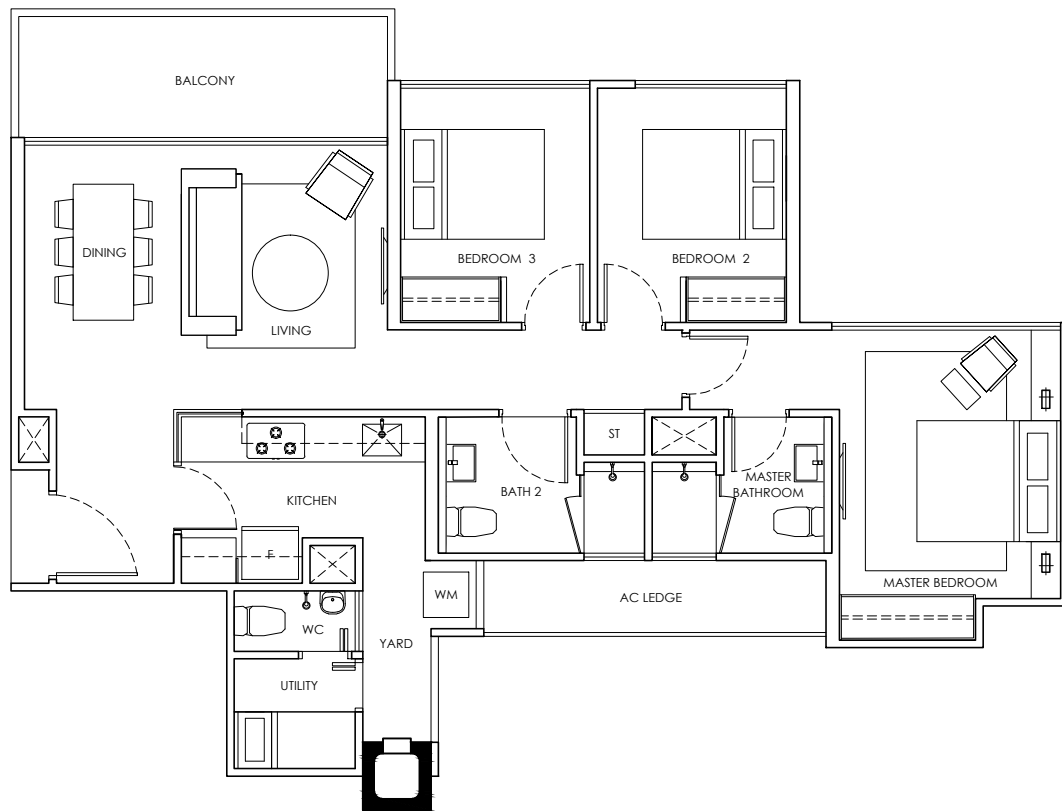 BALCONY
DINING
LIVING
BEDROOM 3
BEDROOM 2
ST
KITCHEN
BATH 2
MASTER
BATHROOM
F
WM
AC LEDGE
MASTER BEDROOM
WC
YARD
UTILITY